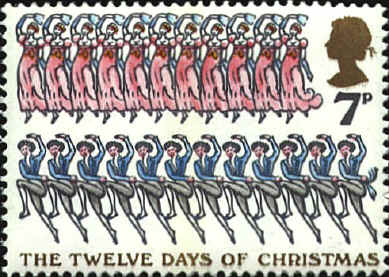 7P
THE TWELVE DAYS OF CHRISTMAS